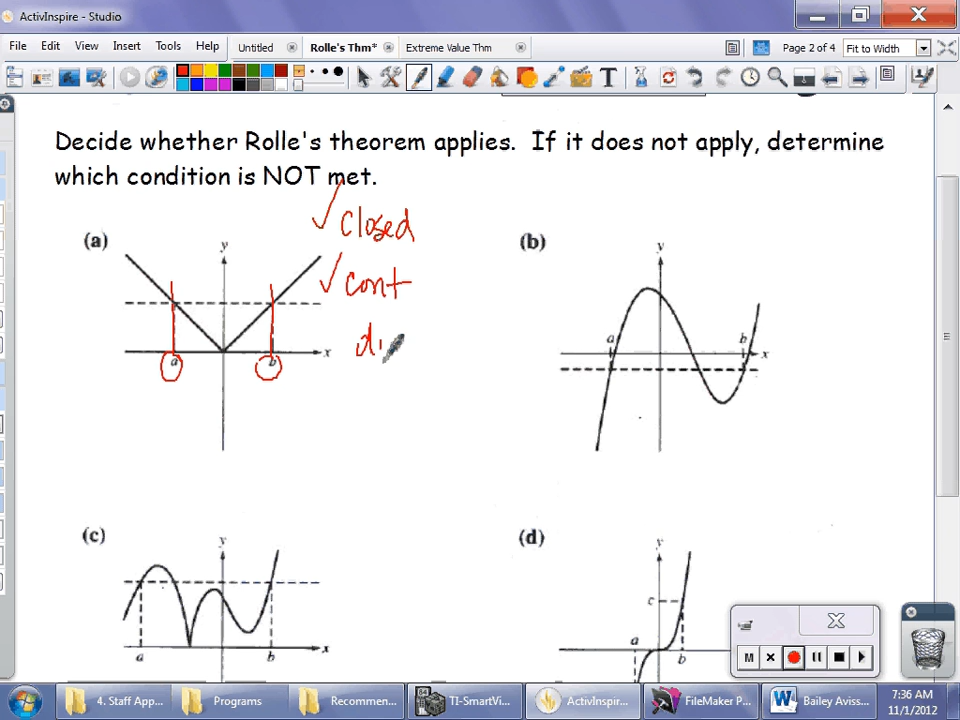 ActivInspire - Studio
File Edit View Insert Tools Help Untitled Rolle's Thm* Extreme Value Thm Page 2 of 4 Fit to Width
Decide whether Rolle's theorem applies. If it does not apply, determine
which condition is NOT met.
(a)
y
x
a
b
✓ Closed
✓ cont
di
(b)
y
a
b
x
(c)
y
a
b
x
(d)
y
c
a
b
M
4. Staff App...
Programs
Recommen...
TI-SmartVi...
ActivInspir...
FileMaker P...
Bailey Aviss...
7:36 AM
11/1/2012